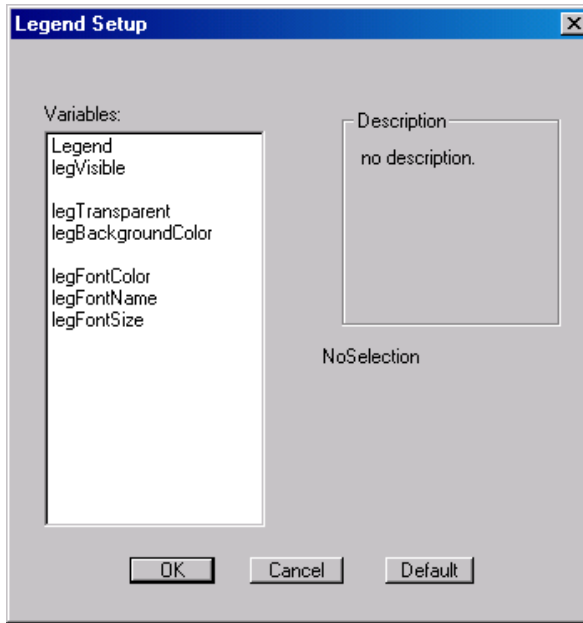 Legend Setup
Variables:
Legend
legVisible
legTransparent
legBackgroundColor
legFontColor
legFontName
legFontSize
Description
no description.
NoSelection
OK
Cancel
Default